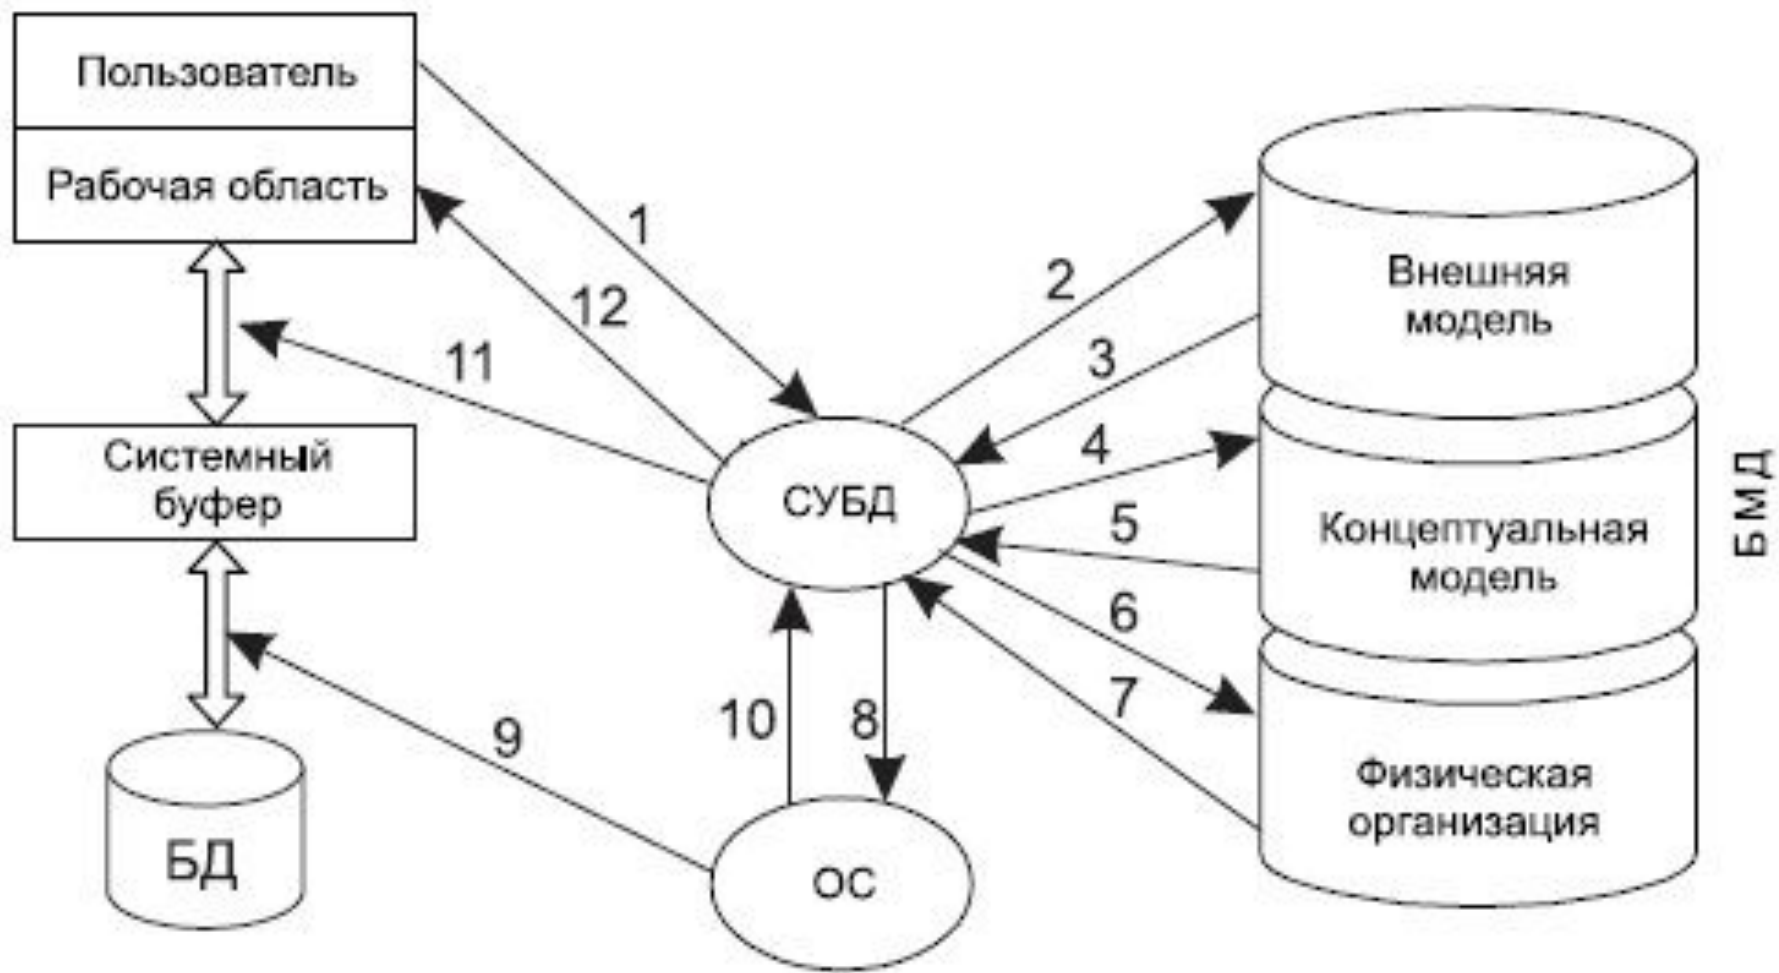 Пользователь
Рабочая область
1
12
11
2
3
4
5
6
7
Внешняя
модель
Системный
буфер
СУБД
Концептуальная
модель
БМД
9
10
8
Физическая
организация
БД
ОС